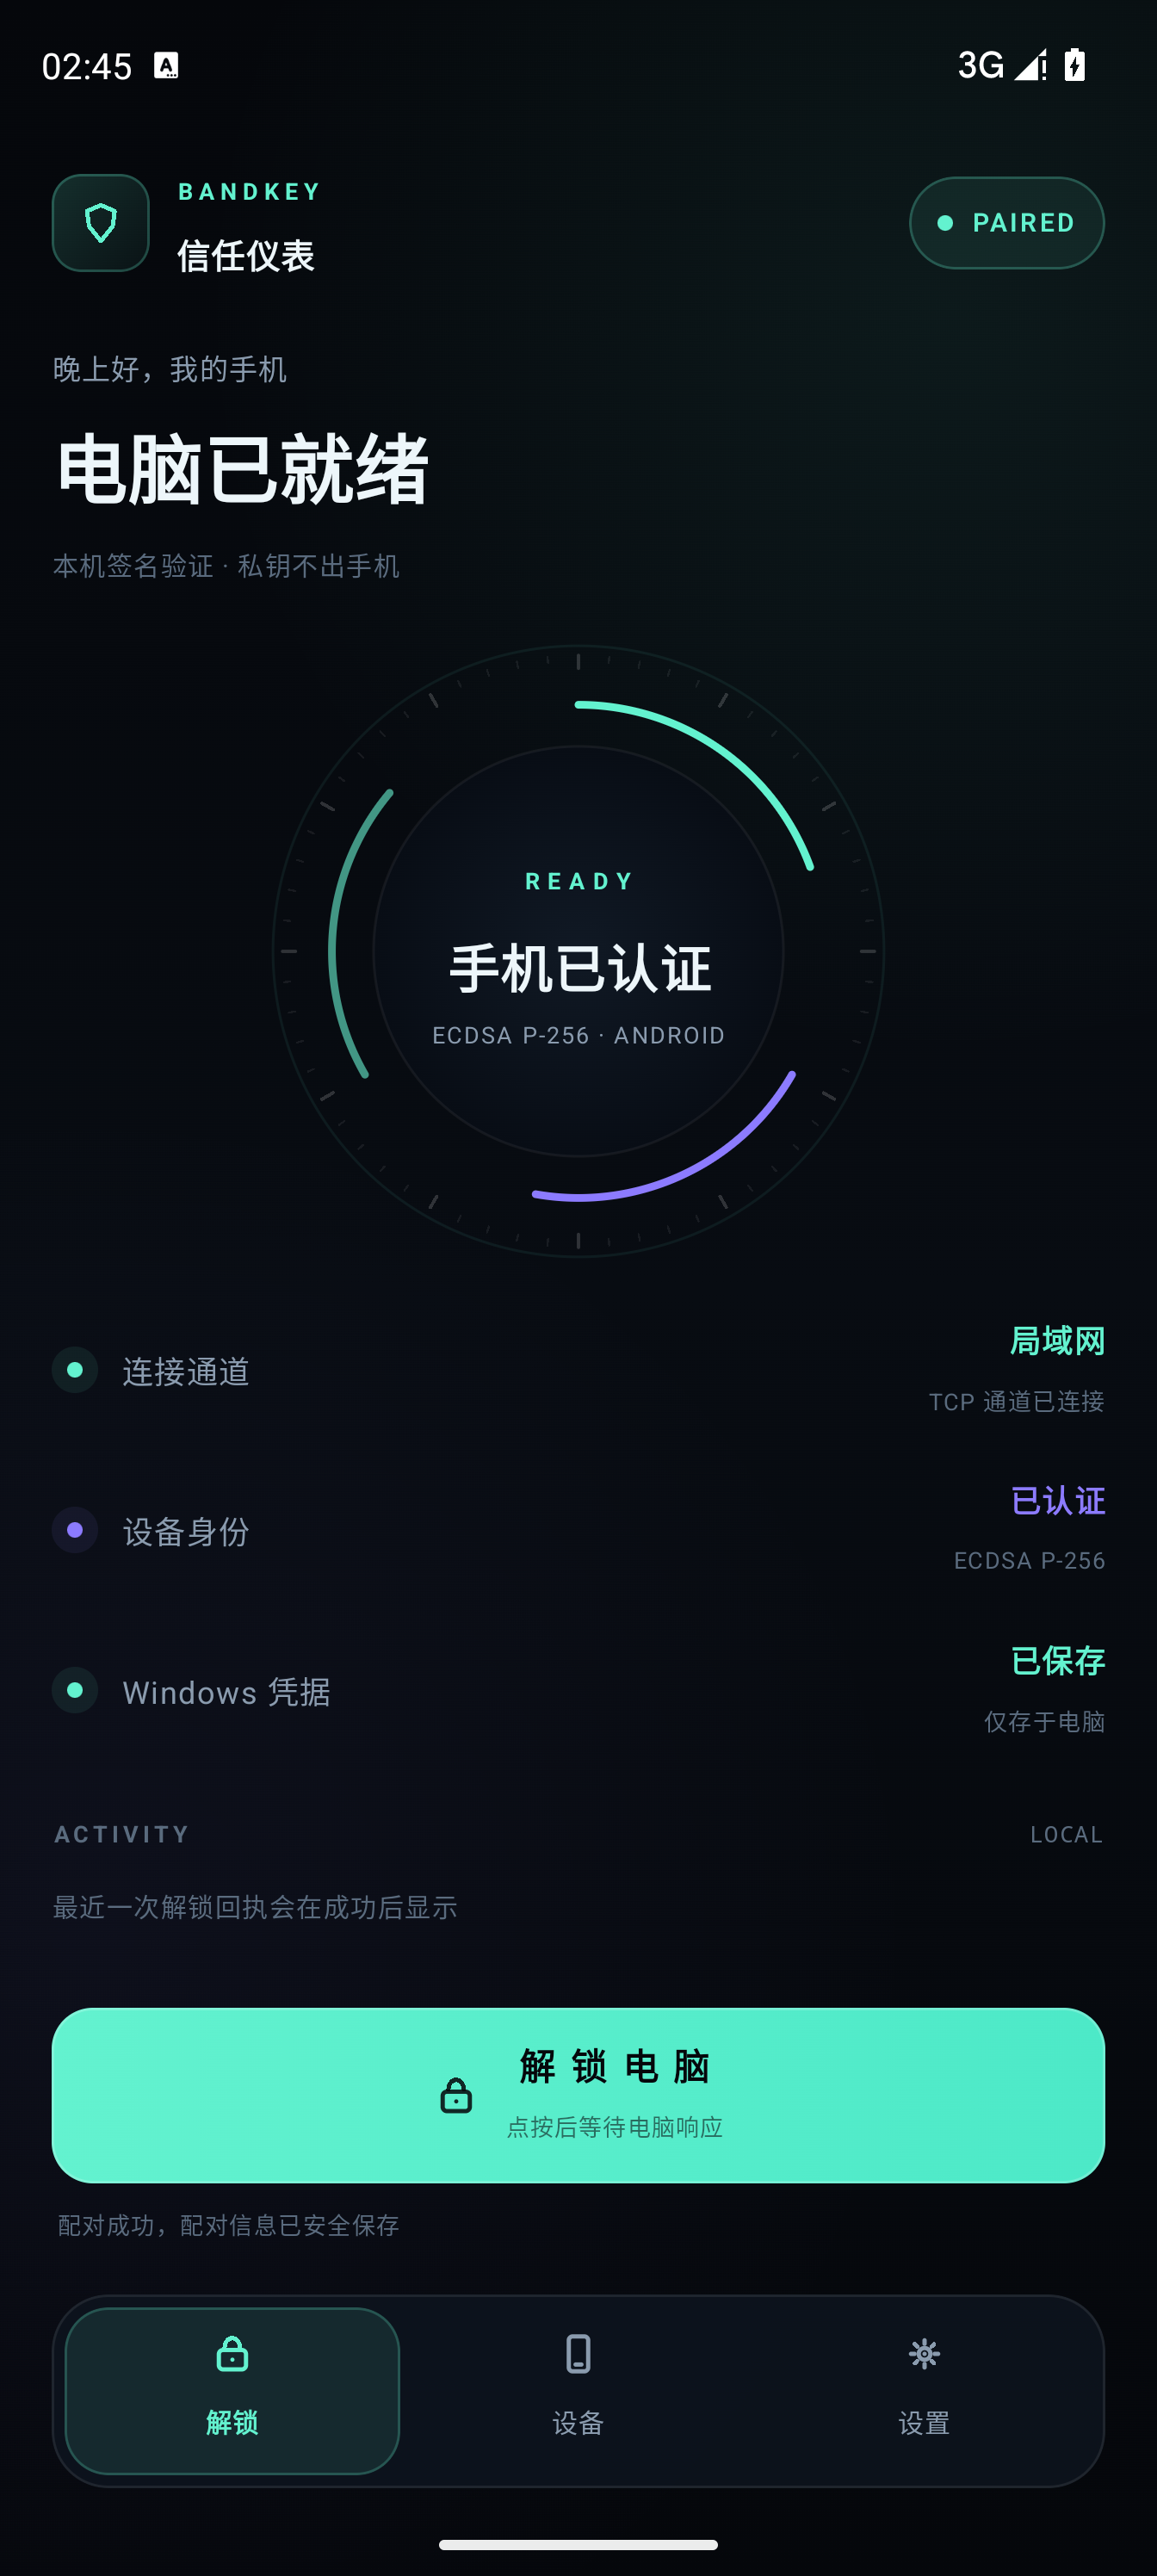 02:45
3G
BANDKEY
信任仪表
PAIRED
晚上好，我的手机
电脑已就绪
本机签名验证 · 私钥不出手机
READY
手机已认证
ECDSA P-256 · ANDROID
连接通道
局域网
TCP 通道已连接
设备身份
已认证
ECDSA P-256
Windows 凭据
已保存
仅存于电脑
ACTIVITY
LOCAL
最近一次解锁回执会在成功后显示
解锁电脑
点按后等待电脑响应
配对成功，配对信息已安全保存
解锁
设备
设置